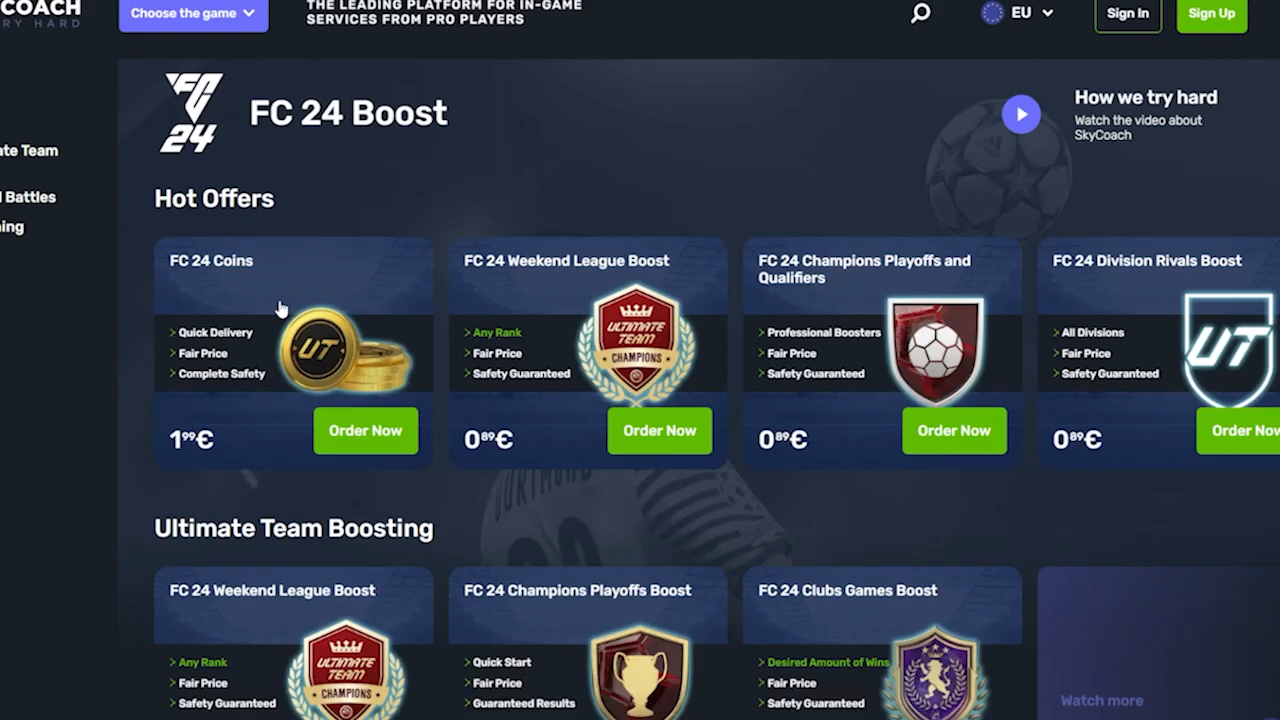 COACH
RY HARD
Choose the game
THE LEADING PLATFORM FOR IN-GAME
SERVICES FROM PRO PLAYERS
EU
Sign In
Sign Up
ate Team
l Battles
ning
FC
24
FC 24 Boost
How we try hard
Watch the video about
SkyCoach
Hot Offers
FC 24 Coins
> Quick Delivery
> Fair Price
> Complete Safety
UT
1⁹⁹€
Order Now
FC 24 Weekend League Boost
> Any Rank
> Fair Price
> Safety Guaranteed
ULTIMATE
TEAM
CHAMPIONS
0⁸⁹€
Order Now
FC 24 Champions Playoffs and
Qualifiers
> Professional Boosters
> Fair Price
> Safety Guaranteed
0⁸⁹€
Order Now
FC 24 Division Rivals Boost
> All Divisions
> Fair Price
> Safety Guaranteed
UT
0⁸⁹€
Order Now
DORTMUND
Ultimate Team Boosting
FC 24 Weekend League Boost
> Any Rank
> Fair Price
> Safety Guaranteed
ULTIMATE
TEAM
CHAMPIONS
FC 24 Champions Playoffs Boost
> Quick Start
> Fair Price
> Guaranteed Results
FC 24 Clubs Games Boost
> Desired Amount of Wins
> Fair Price
> Safety Guaranteed
Watch more